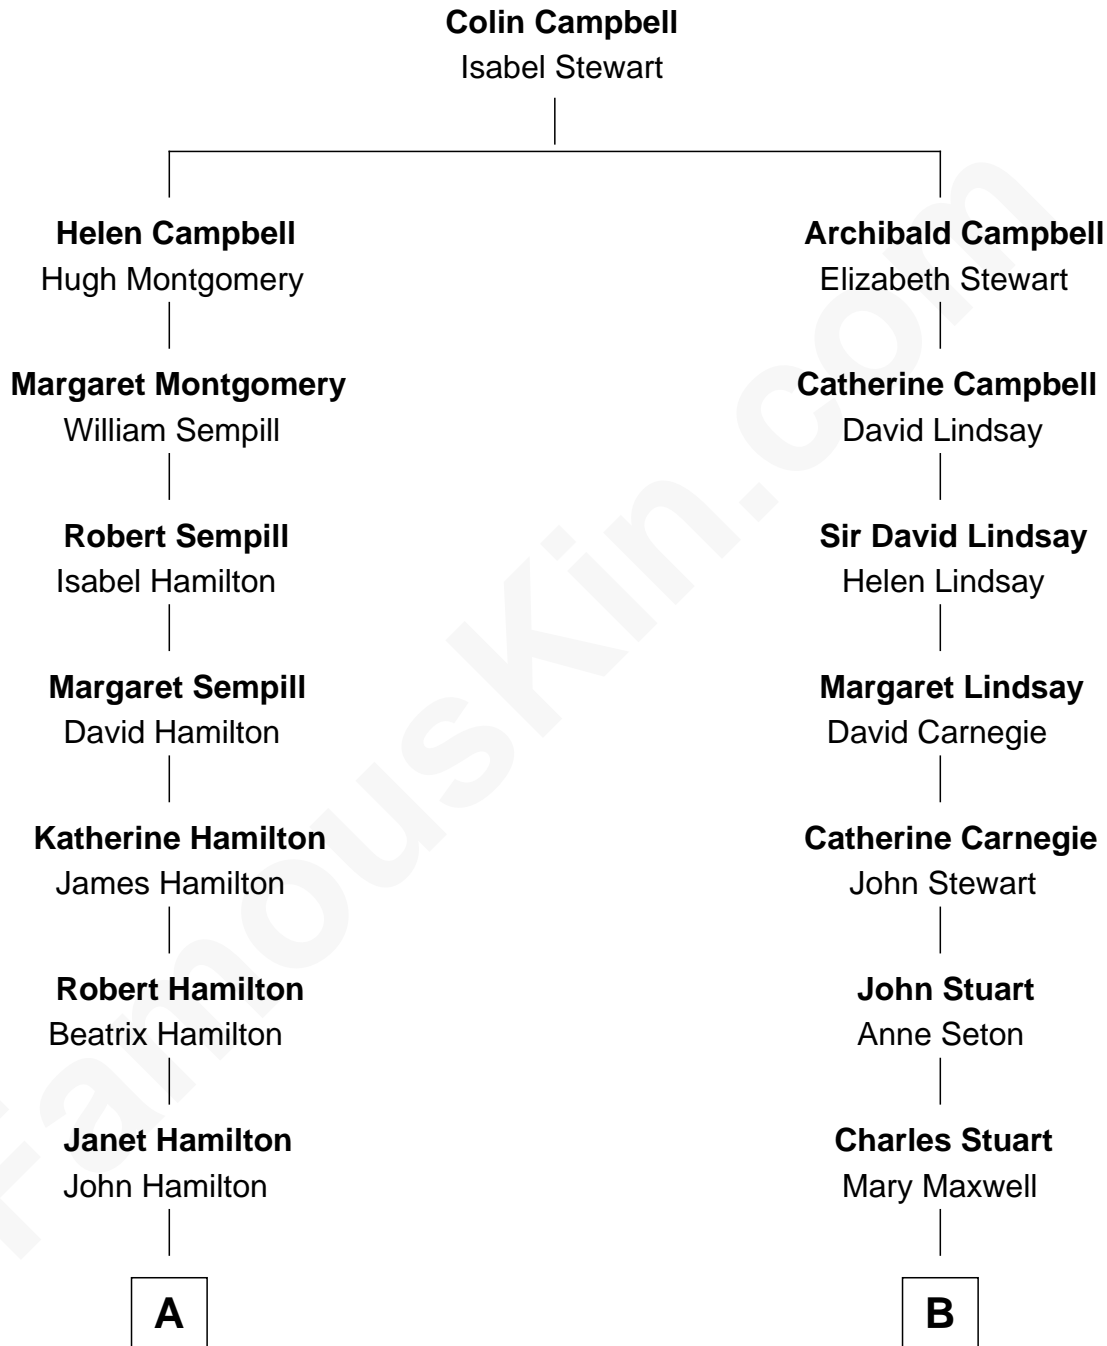 Colin Campbell
Isabel Stewart
Helen Campbell
Hugh Montgomery
Archibald Campbell
Elizabeth Stewart
Margaret Montgomery
William Sempill
Catherine Campbell
David Lindsay
Robert Sempill
Isabel Hamilton
Sir David Lindsay
Helen Lindsay
Margaret Sempill
David Hamilton
Margaret Lindsay
David Carnegie
Katherine Hamilton
James Hamilton
Catherine Carnegie
John Stewart
Robert Hamilton
Beatrix Hamilton
John Stuart
Anne Seton
Janet Hamilton
John Hamilton
Charles Stuart
Mary Maxwell
A
B
FamousKin.com